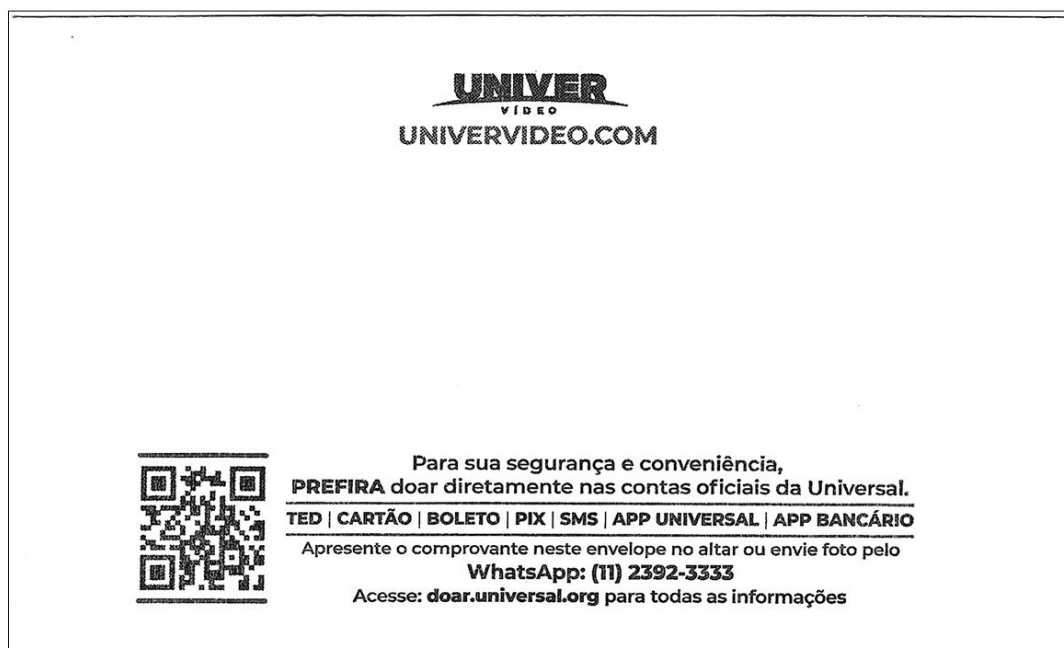 UNIVER
VÍDEO
UNIVERVIDEO.COM
Para sua segurança e conveniência,
PREFIRA doar diretamente nas contas oficiais da Universal.
TED | CARTÃO | BOLETO | PIX | SMS | APP UNIVERSAL | APP BANCÁRIO
Apresente o comprovante neste envelope no altar ou envie foto pelo
WhatsApp: (11) 2392-3333
Acesse: doar.universal.org para todas as informações